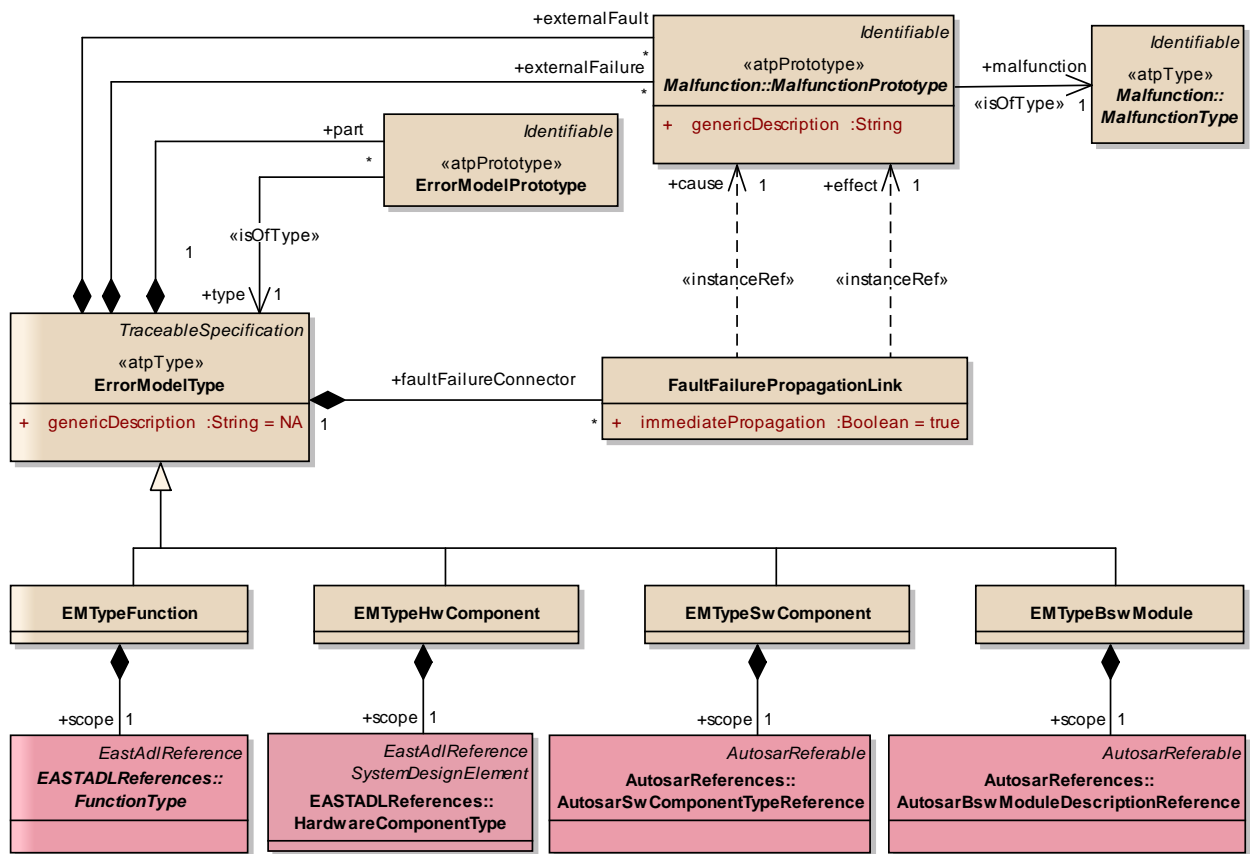 +externalFault
*
+externalFailure
*
Identifiable
«atpPrototype»
Malfunction::MalfunctionPrototype
+ genericDescription :String
+malfunction
«isOfType» 1
Identifiable
«atpType»
Malfunction::
MalfunctionType
+part
*
Identifiable
«atpPrototype»
ErrorModelPrototype
+cause 1
+effect 1
«isOfType»
1
+type 1
«instanceRef»
«instanceRef»
TraceableSpecification
«atpType»
ErrorModelType
+ genericDescription :String = NA
+faultFailureConnector
1
*
FaultFailurePropagationLink
+ immediatePropagation :Boolean = true
EMTypeFunction
EMTypeHwComponent
EMTypeSwComponent
EMTypeBswModule
+scope 1
+scope 1
+scope 1
+scope 1
EastAdlReference
EASTADLReferences::
FunctionType
EastAdlReference
SystemDesignElement
EASTADLReferences::
HardwareComponentType
AutosarReferable
AutosarReferences::
AutosarSwComponentTypeReference
AutosarReferable
AutosarReferences::
AutosarBswModuleDescriptionReference